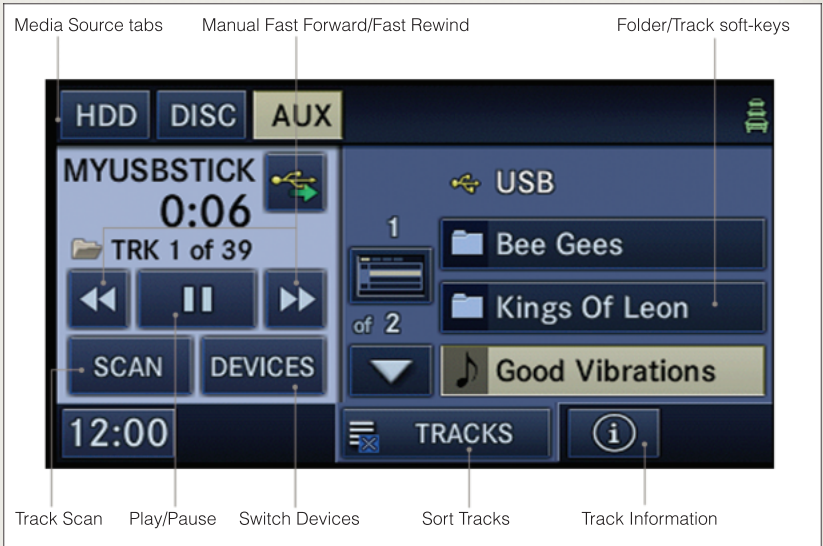 Media Source tabs
Manual Fast Forward/Fast Rewind
Folder/Track soft-keys
HDD DISC AUX
MYUSBSTICK
0:06
TRK 1 of 39
SCAN DEVICES
12:00
USB
1
of 2
Bee Gees
Kings Of Leon
Good Vibrations
TRACKS
i
Track Scan
Play/Pause
Switch Devices
Sort Tracks
Track Information